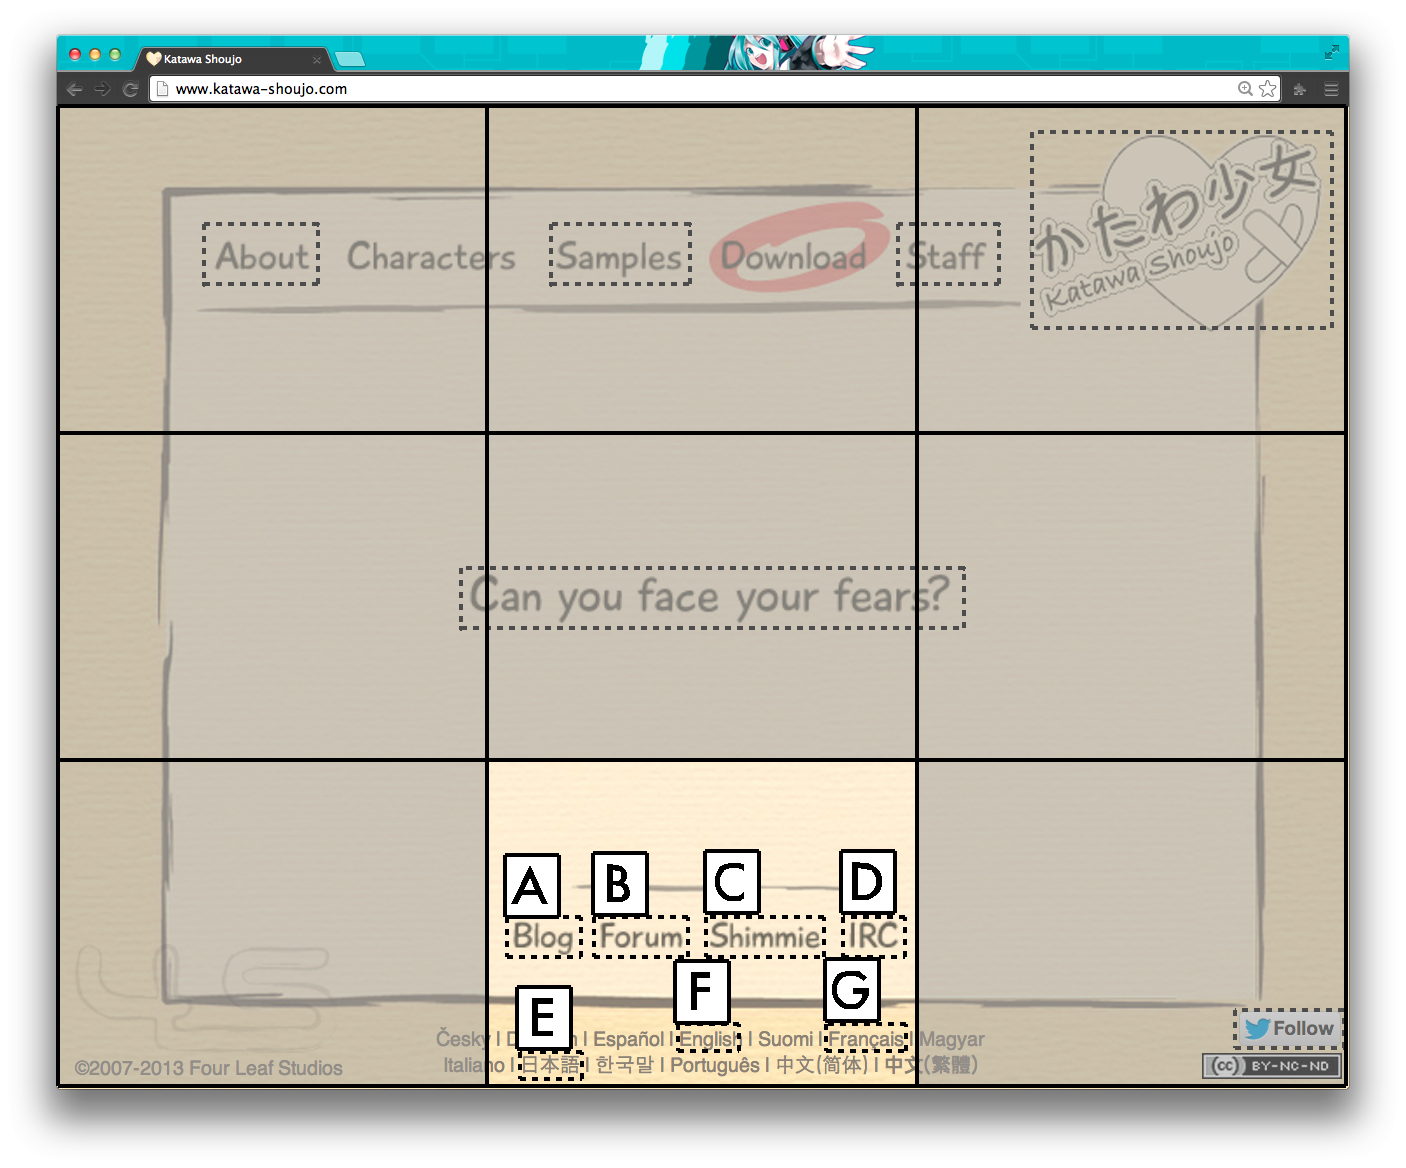 Katawa Shoujo
www.katawa-shoujo.com
About Characters Samples Download Staff
かたわ少女
Katawa Shoujo
Can you face your fears?
A B C D
Blog Forum Shimmie IRC
E F G
Česky | D n | Español | English | Suomi | Français | Magyar
Italiano | 日本語 | 한국말 | Português | 中文(简体) | 中文(繁體)
4LS
©2007-2013 Four Leaf Studios
Follow
cc BY-NC-ND